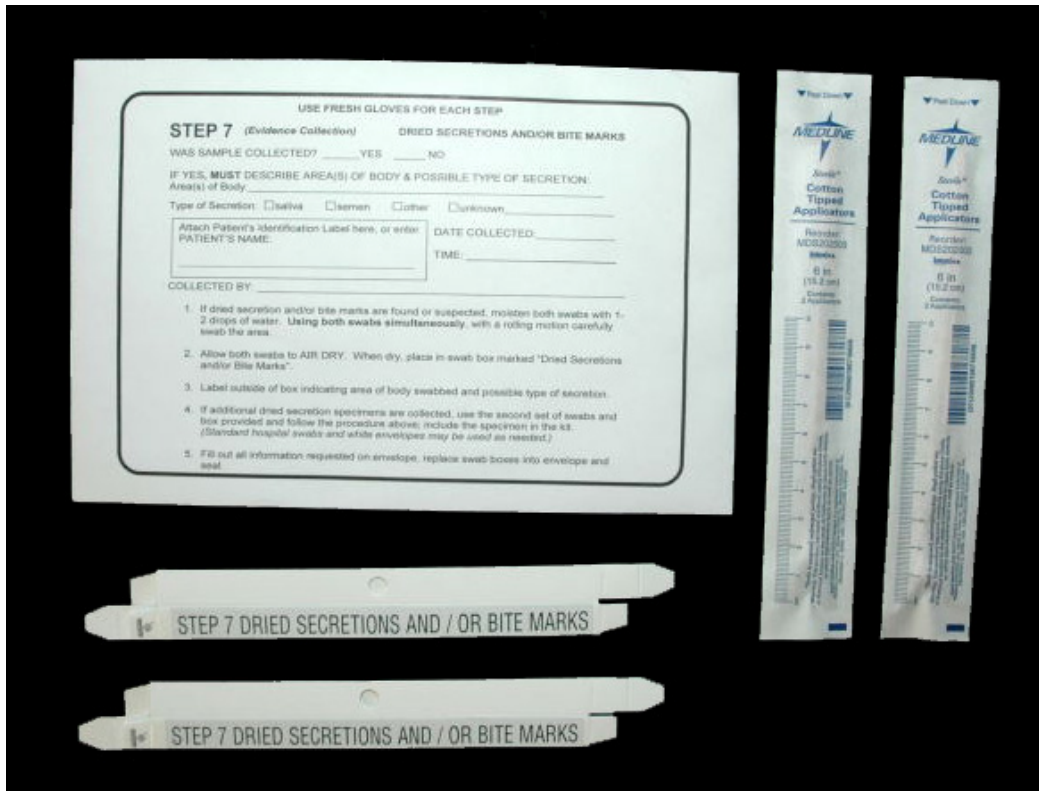 USE FRESH GLOVES FOR EACH STEP
STEP 7 (Evidence Collection) DRIED SECRETIONS AND/OR BITE MARKS
WAS SAMPLE COLLECTED? ______YES _____NO
IF YES, MUST DESCRIBE AREA(S) OF BODY & POSSIBLE TYPE OF SECRETION:
Area(s) of Body:
Type of Secretion: ☐saliva ☐semen ☐other ☐unknown
Attach Patient's Identification Label here, or enter
PATIENT'S NAME:
DATE COLLECTED:
TIME:
COLLECTED BY:
1. If dried secretion and/or bite marks are found or suspected, moisten both swabs with 1-
2 drops of water. Using both swabs simultaneously, with a rolling motion carefully
swab the area.
2. Allow both swabs to AIR DRY. When dry, place in swab box marked "Dried Secretions
and/or Bite Marks".
3. Label outside of box indicating area of body swabbed and possible type of secretion.
4. If additional dried secretion specimens are collected, use the second set of swabs and
box provided and follow the procedure above; include the specimen in the kit.
(Standard hospital swabs and white envelopes may be used as needed.)
5. Fill out all information requested on envelope, replace swab boxes into envelope and
seal.
Peel Down
MEDLINE
Sterile
Cotton
Tipped
Applicators
Reorder:
6 in
(15.2 cm)
Contents:
2 Applicators
Peel Down
MEDLINE
Sterile
Cotton
Tipped
Applicators
Reorder:
6 in
(15.2 cm)
Contents:
2 Applicators
STEP 7 DRIED SECRETIONS AND / OR BITE MARKS
STEP 7 DRIED SECRETIONS AND / OR BITE MARKS